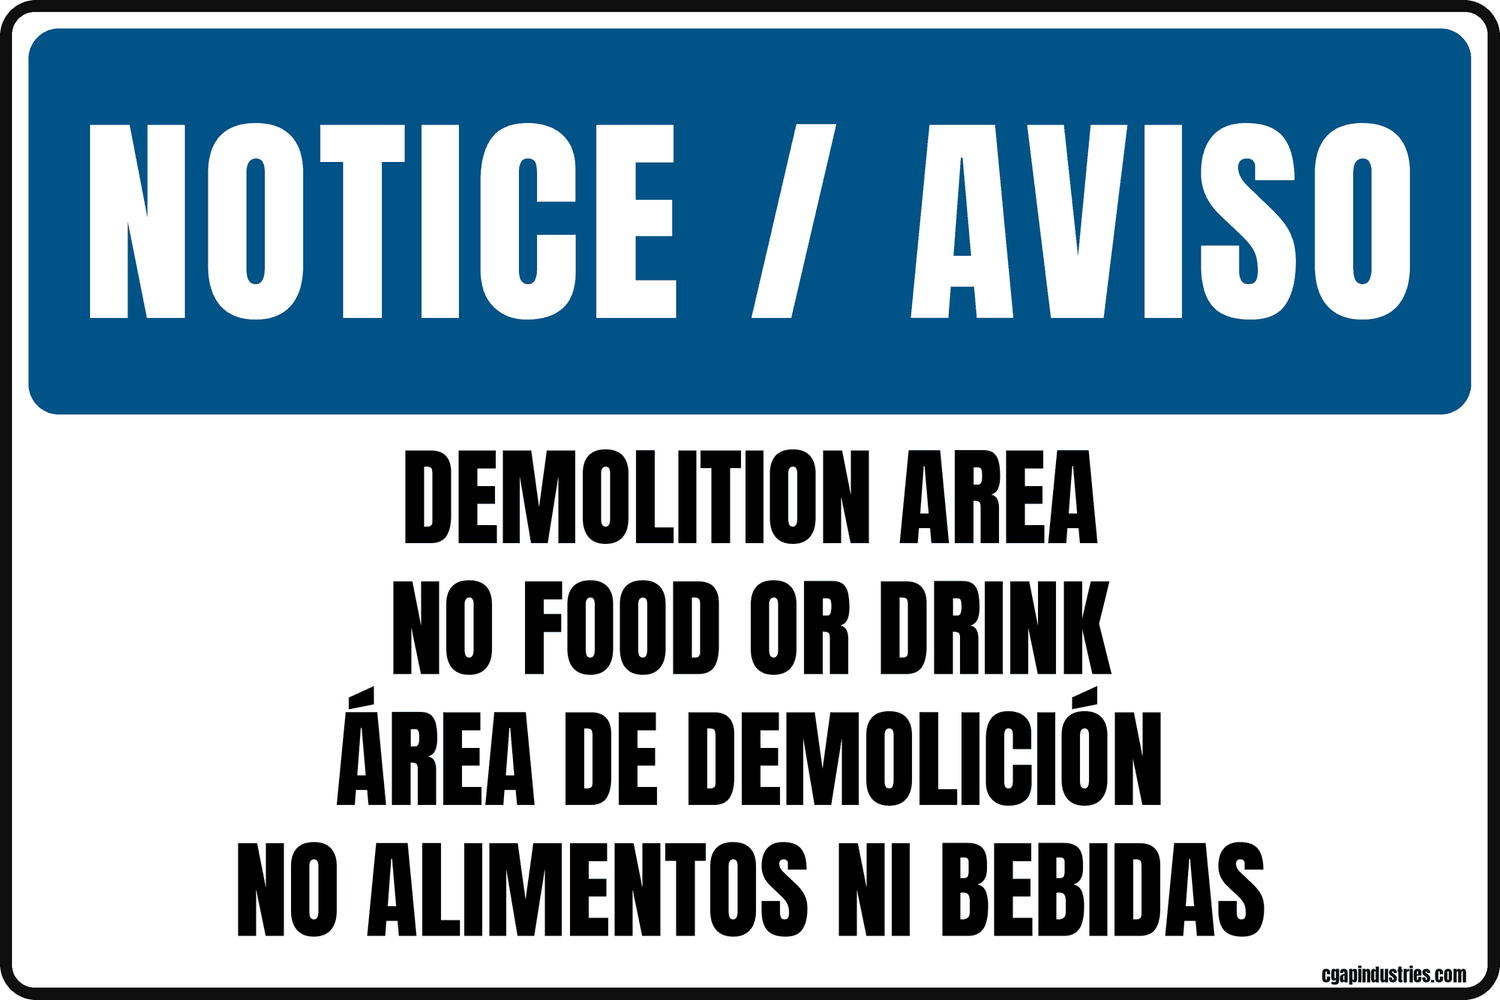 NOTICE / AVISO
DEMOLITION AREA
NO FOOD OR DRINK
ÁREA DE DEMOLICIÓN
NO ALIMENTOS NI BEBIDAS
cgapindustries.com